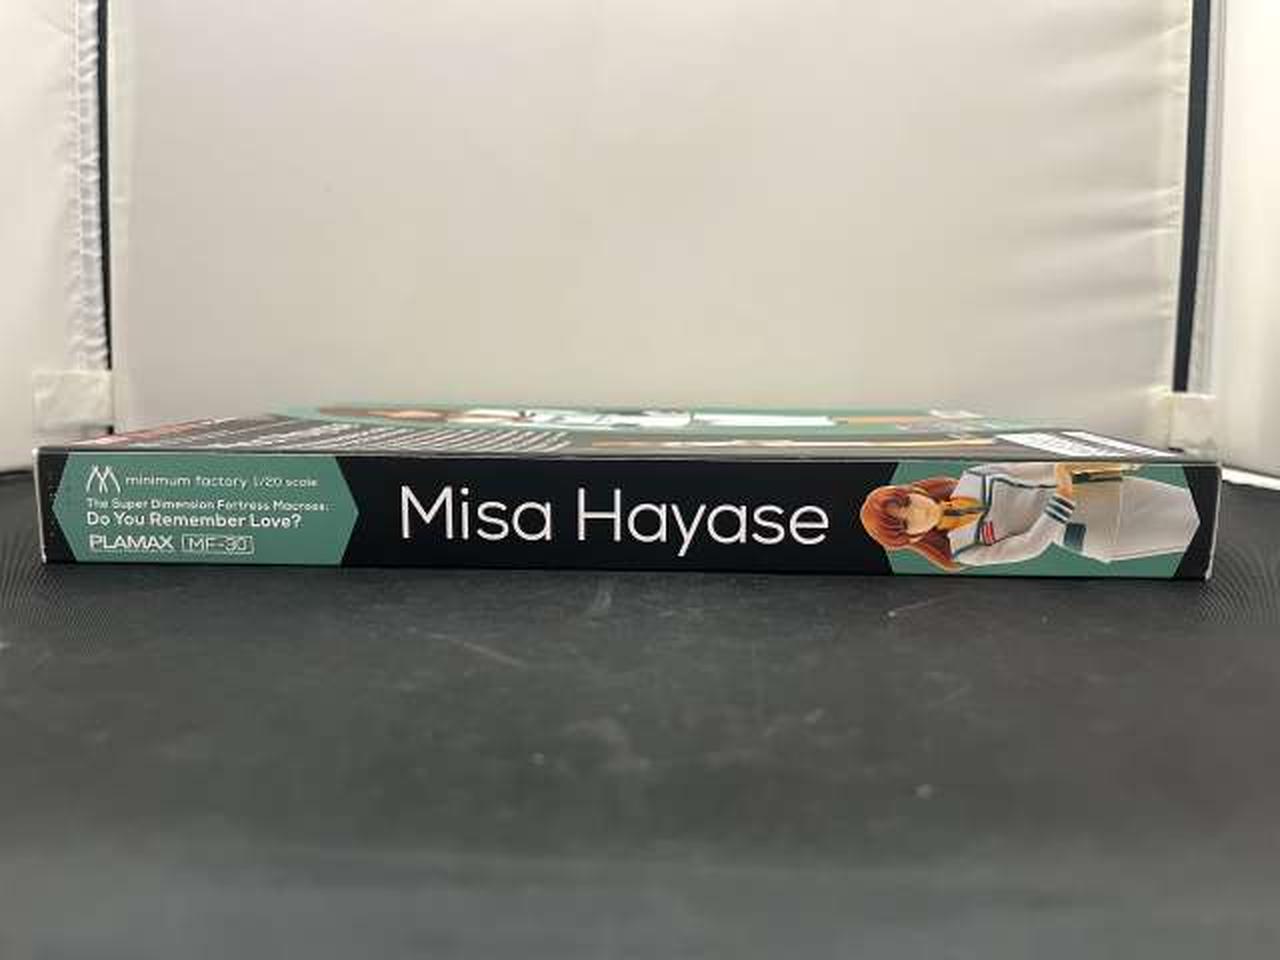 minimum factory 1/20 scale
The Super Dimension Fortress Macross:
Do You Remember Love?
PLAMAX MF-30
Misa Hayase